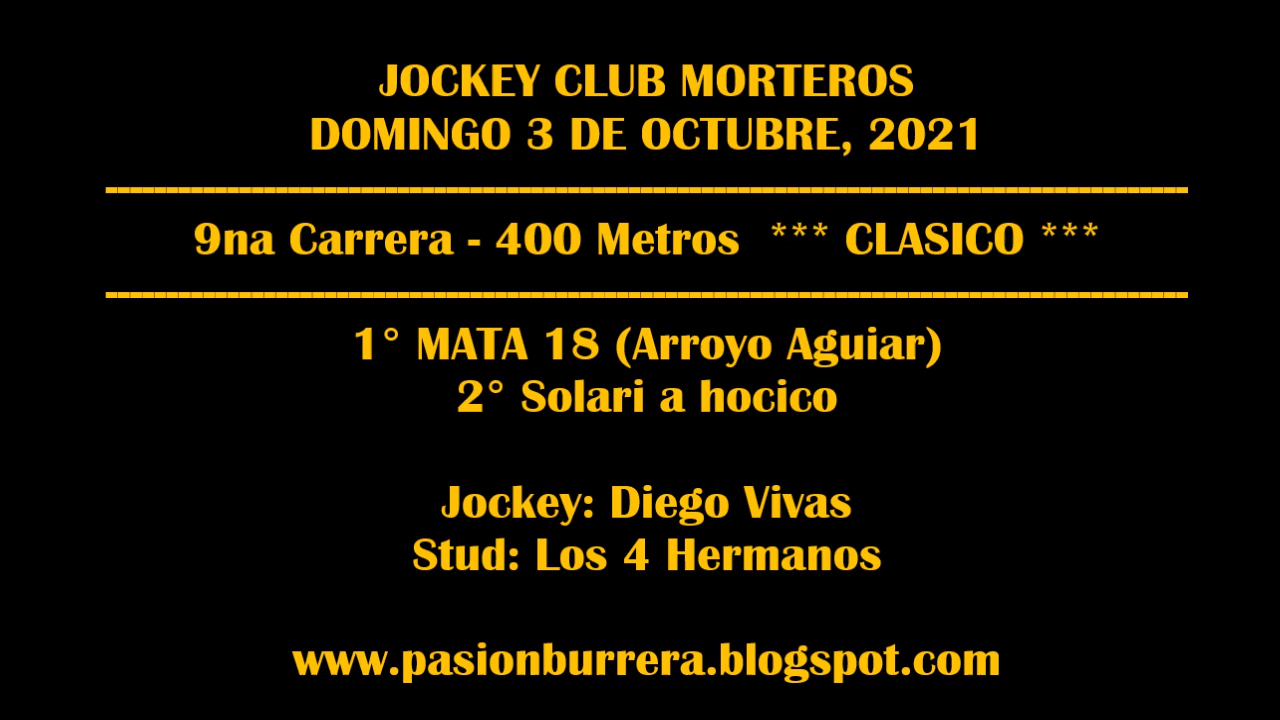 JOCKEY CLUB MORTEROS
DOMINGO 3 DE OCTUBRE, 2021
9na Carrera - 400 Metros *** CLASICO ***
1° MATA 18 (Arroyo Aguiar)
2° Solari a hocico
Jockey: Diego Vivas
Stud: Los 4 Hermanos
www.pasionburrera.blogspot.com